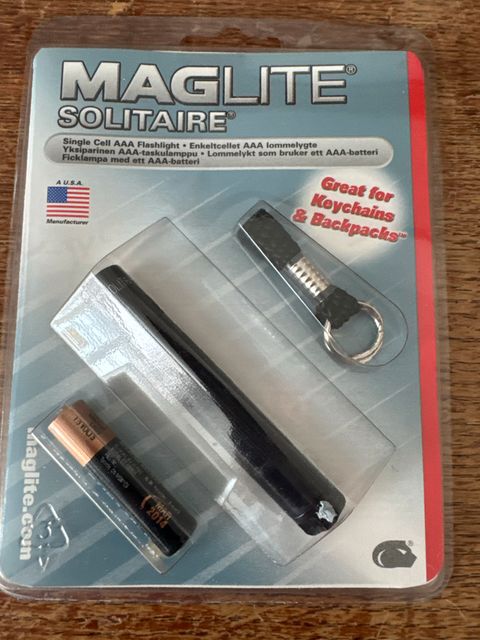 MAGLITE®
SOLITAIRE®
Single Cell AAA Flashlight • Enkeltcellet AAA lommelygte
Yksiparinen AAA-taskulamppu • Lommelykt som bruker ett AAA-batteri
Ficklampa med ett AAA-batteri
A U.S.A.
Manufacturer
Great for
Keychains
& Backpacks™
MAR
2014
maglite.com